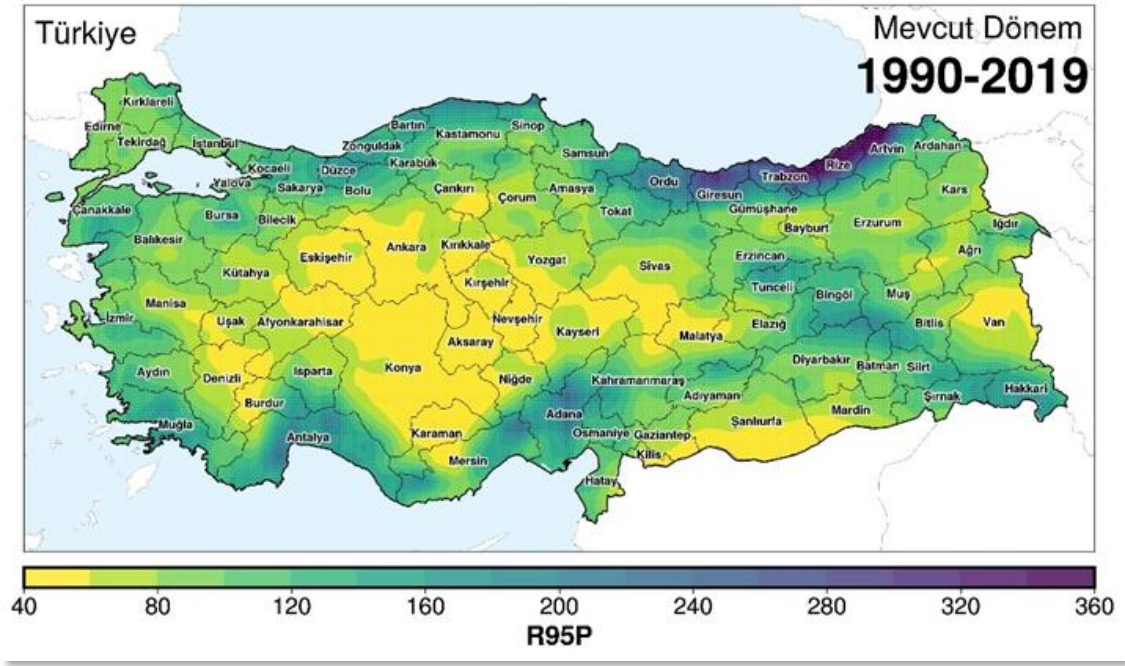 Türkiye
Mevcut Dönem
1990-2019
Kırklareli
Edirne
Tekirdağ
İstanbul
Kocaeli
Yalova
Sakarya
Düzce
Bolu
Zonguldak
Bartın
Karabük
Kastamonu
Sinop
Samsun
Çankırı
Çorum
Amasya
Tokat
Ordu
Giresun
Trabzon
Rize
Artvin
Ardahan
Gümüşhane
Bayburt
Erzurum
Kars
Iğdır
Ağrı
Çanakkale
Balıkesir
Bursa
Bilecik
Eskişehir
Ankara
Kırıkkale
Yozgat
Sivas
Erzincan
Tunceli
Bingöl
Muş
Kütahya
Kırşehir
Manisa
İzmir
Uşak
Afyonkarahisar
Nevşehir
Aksaray
Kayseri
Malatya
Elazığ
Bitlis
Van
Aydın
Denizli
Isparta
Burdur
Konya
Niğde
Kahramanmaraş
Adıyaman
Diyarbakır
Batman
Siirt
Şırnak
Hakkari
Muğla
Antalya
Karaman
Mersin
Adana
Osmaniye
Gaziantep
Kilis
Şanlıurfa
Mardin
Hatay
40 80 120 160 200 240 280 320 360
R95P